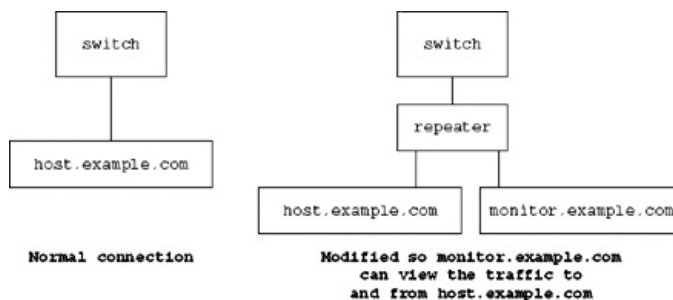 switch
host.example.com
Normal connection
switch
repeater
host.example.com
monitor.example.com
Modified so monitor.example.com
can view the traffic to
and from host.example.com